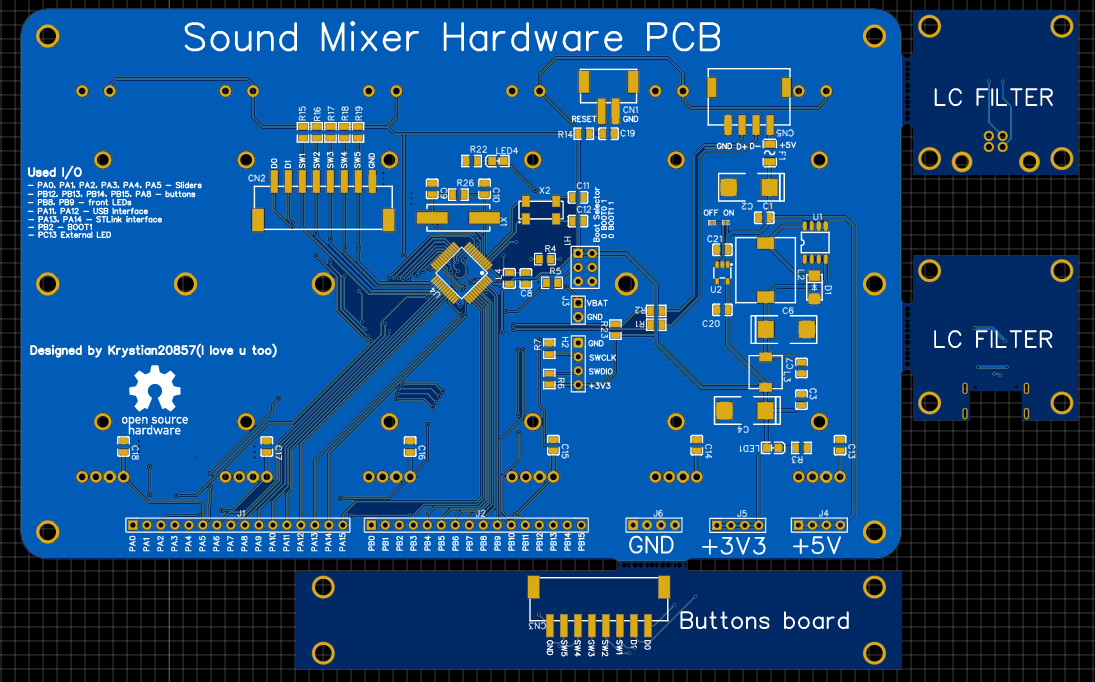 Sound Mixer Hardware PCB
LC FILTER
R15 R16 R17 R18 R19
CN1
RESET GND
R14 C19
CN5
GND D+ D- +5V
F1
R22 LED4
Used I/O
- PA0, PA1 PA2, PA3, PA4, PA5 - Sliders
- PB12, PB13, PB14, PB15, PA8 - buttons
- PB8, PB9 - front LEDs
- PA11, PA12 - USB Interface
- PA13, PA14 - STLink interface
- PB2 - BOOT1
- PC13 External LED
D0 D1 SW1 SW2 SW3 SW4 SW5 GND
CN2
C9 R26 C10
X2
C11
C12
X1
Boot Selector
0 BOOT0 1
0 BOOT1 1
C2 C1
OFF ON
U1
C21
H1
R4
R5
L4 C8
U4
U2
L2
D1
J3 VBAT
GND
C20
C6
R2
R1
R23
Designed by Krystian20857(I love u too)
R7
H2 GND
SWCLK
SWDIO
+3V3
R6
L3
C7
C3
C4
LC FILTER
open source
hardware
C18 C17 C16 C15 C14 LED1 R3 C13
J1 J2 J6 J5 J4
PA0 PA1 PA2 PA3 PA4 PA5 PA6 PA7 PA8 PA9 PA10 PA11 PA12 PA13 PA14 PA15
PB0 PB1 PB2 PB3 PB4 PB5 PB6 PB7 PB8 PB9 PB10 PB11 PB12 PB13 PB14 PB15
GND +3V3 +5V
CN3
Buttons board
GND SW5 SW4 SW3 SW2 SW1 D1 D0